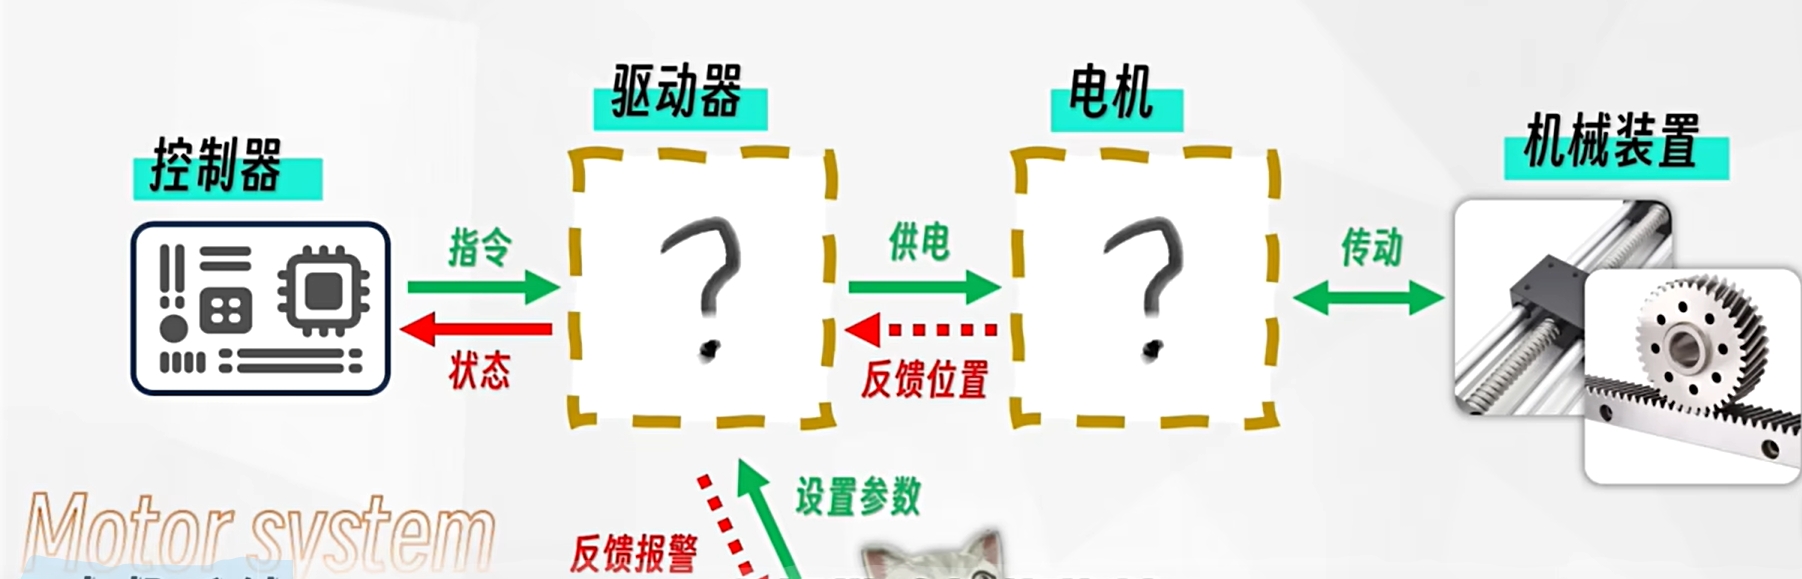 驱动器
电机
机械装置
控制器
指令
供电
传动
状态
反馈位置
设置参数
反馈报警
Motor system